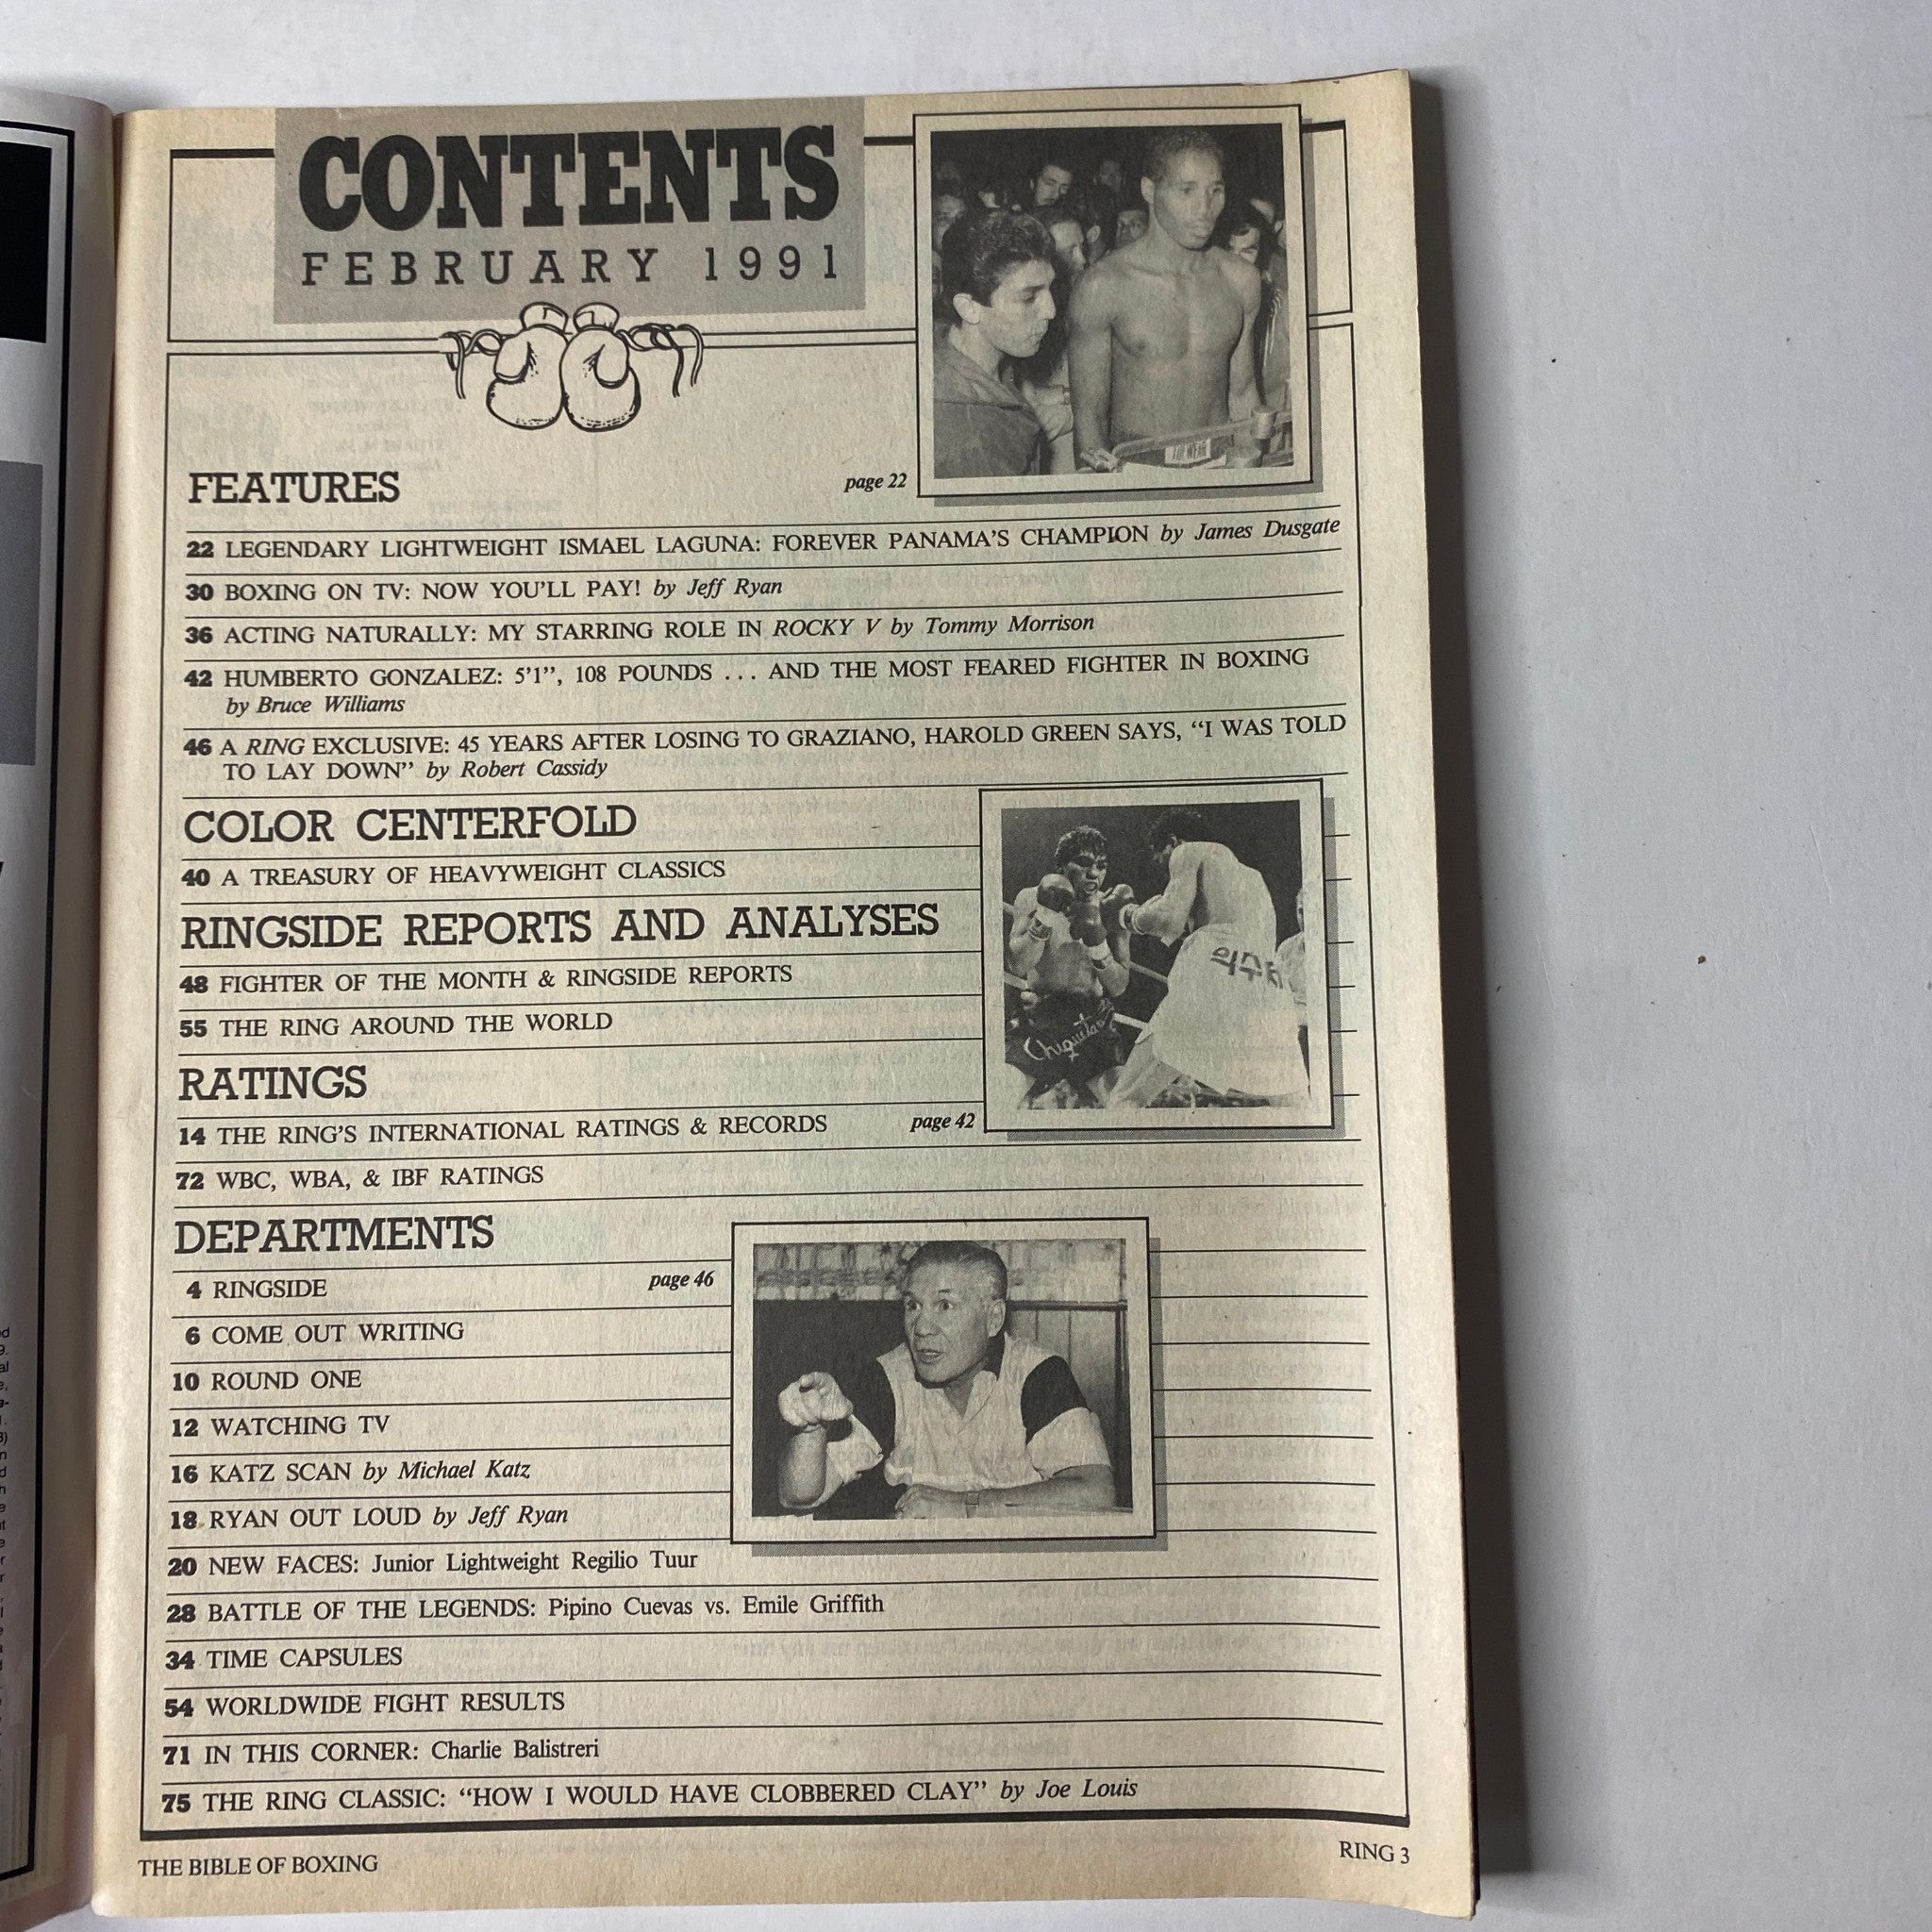 CONTENTS
FEBRUARY 1991
FEATURES
page 22
22 LEGENDARY LIGHTWEIGHT ISMAEL LAGUNA: FOREVER PANAMA'S CHAMPION by James Dusgate
30 BOXING ON TV: NOW YOU'LL PAY! by Jeff Ryan
36 ACTING NATURALLY: MY STARRING ROLE IN ROCKY V by Tommy Morrison
42 HUMBERTO GONZALEZ: 5'1", 108 POUNDS . . . AND THE MOST FEARED FIGHTER IN BOXING
by Bruce Williams
46 A RING EXCLUSIVE: 45 YEARS AFTER LOSING TO GRAZIANO, HAROLD GREEN SAYS, "I WAS TOLD
TO LAY DOWN" by Robert Cassidy
COLOR CENTERFOLD
40 A TREASURY OF HEAVYWEIGHT CLASSICS
RINGSIDE REPORTS AND ANALYSES
48 FIGHTER OF THE MONTH & RINGSIDE REPORTS
55 THE RING AROUND THE WORLD
Chiquita
RATINGS
14 THE RING'S INTERNATIONAL RATINGS & RECORDS
page 42
72 WBC, WBA, & IBF RATINGS
DEPARTMENTS
4 RINGSIDE
page 46
6 COME OUT WRITING
10 ROUND ONE
12 WATCHING TV
16 KATZ SCAN by Michael Katz
18 RYAN OUT LOUD by Jeff Ryan
20 NEW FACES: Junior Lightweight Regilio Tuur
28 BATTLE OF THE LEGENDS: Pipino Cuevas vs. Emile Griffith
34 TIME CAPSULES
54 WORLDWIDE FIGHT RESULTS
71 IN THIS CORNER: Charlie Balistreri
75 THE RING CLASSIC: "HOW I WOULD HAVE CLOBBERED CLAY" by Joe Louis
THE BIBLE OF BOXING
RING 3